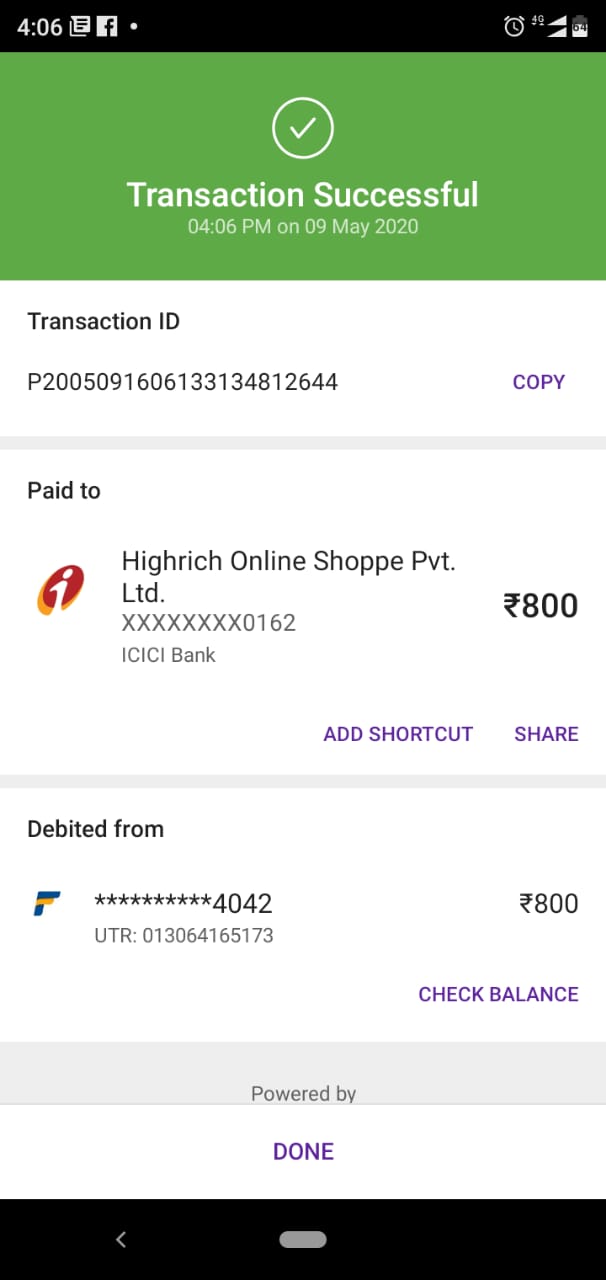 4:06
4G
64
Transaction Successful
04:06 PM on 09 May 2020
Transaction ID
P2005091606133134812644
COPY
Paid to
Highrich Online Shoppe Pvt.
Ltd.
₹800
XXXXXXXX0162
ICICI Bank
ADD SHORTCUT SHARE
Debited from
**********4042 ₹800
UTR: 013064165173
CHECK BALANCE
Powered by
DONE